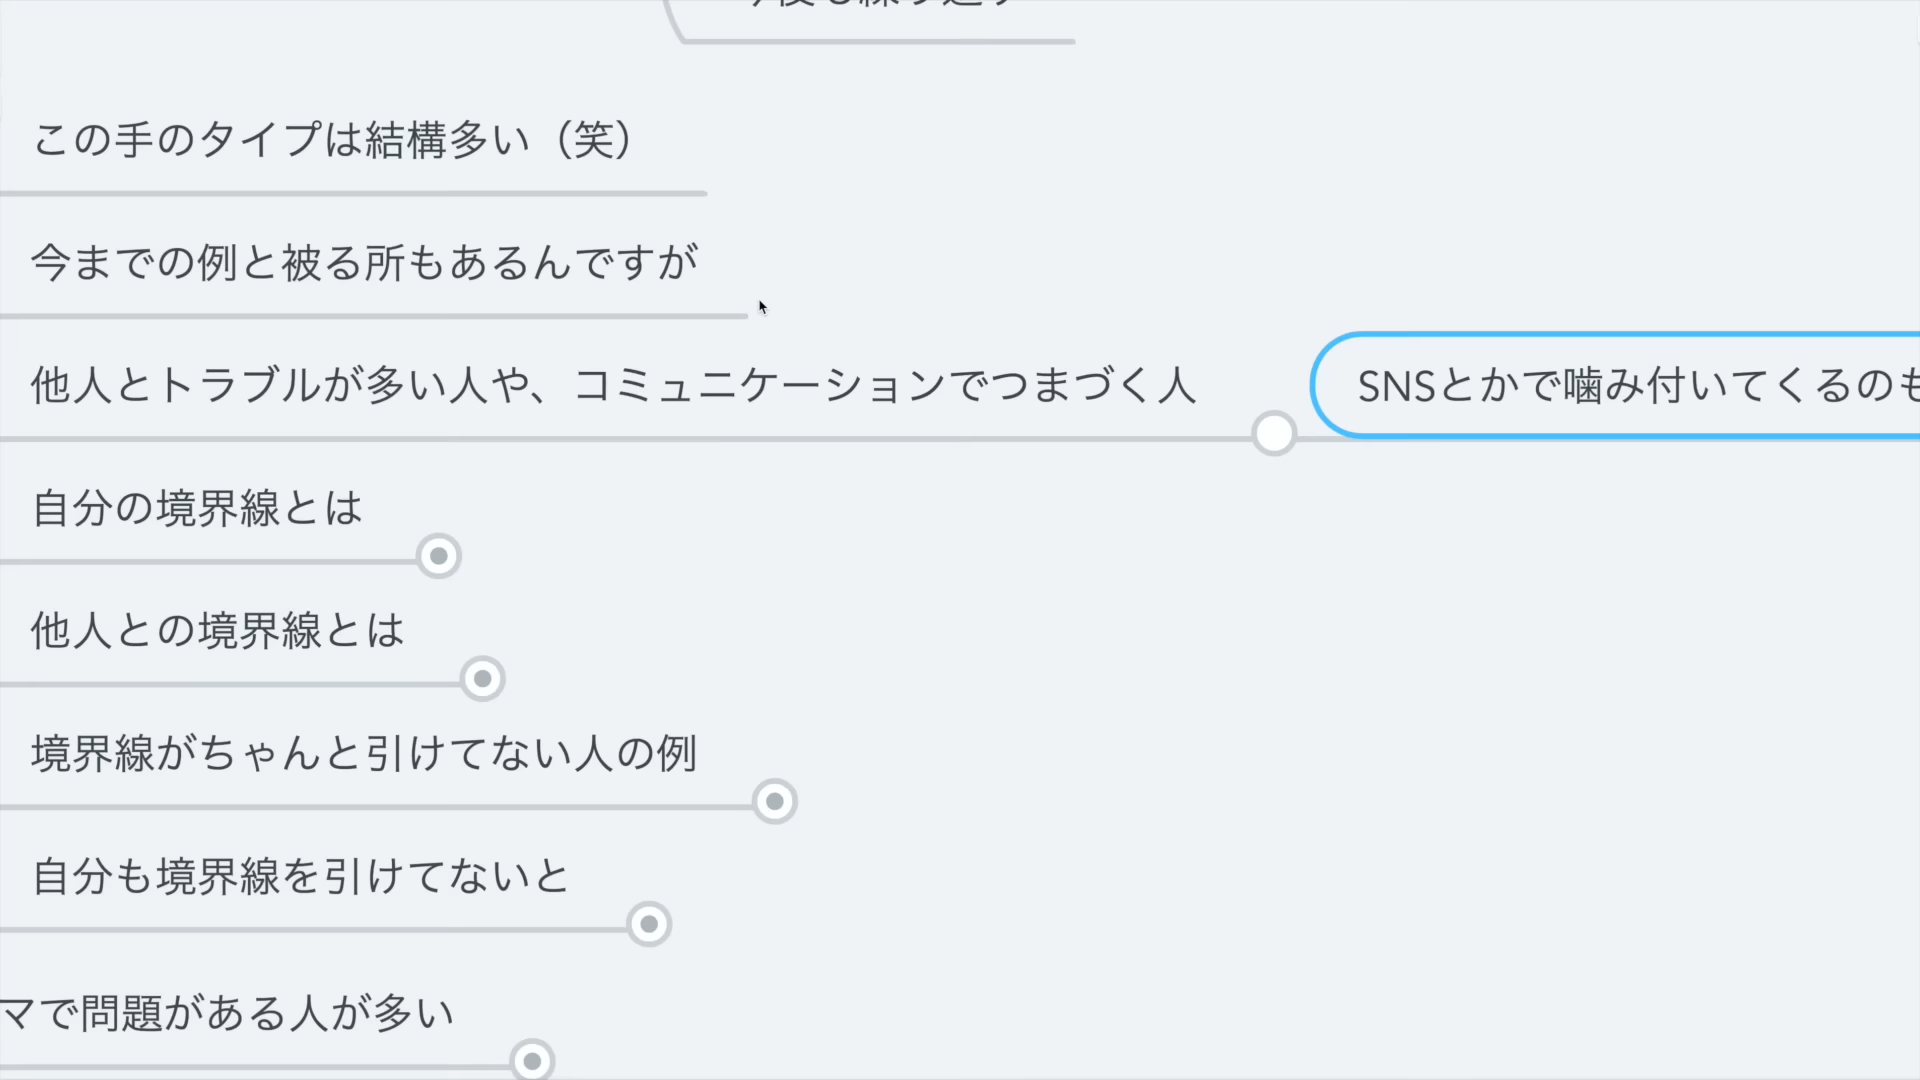 この手のタイプは結構多い（笑）
今までの例と被る所もあるんですが
他人とトラブルが多い人や、コミュニケーションでつまづく人
SNSとかで噛み付いてくるのも
自分の境界線とは
他人との境界線とは
境界線がちゃんと引けてない人の例
自分も境界線を引けてないと
マで問題がある人が多い